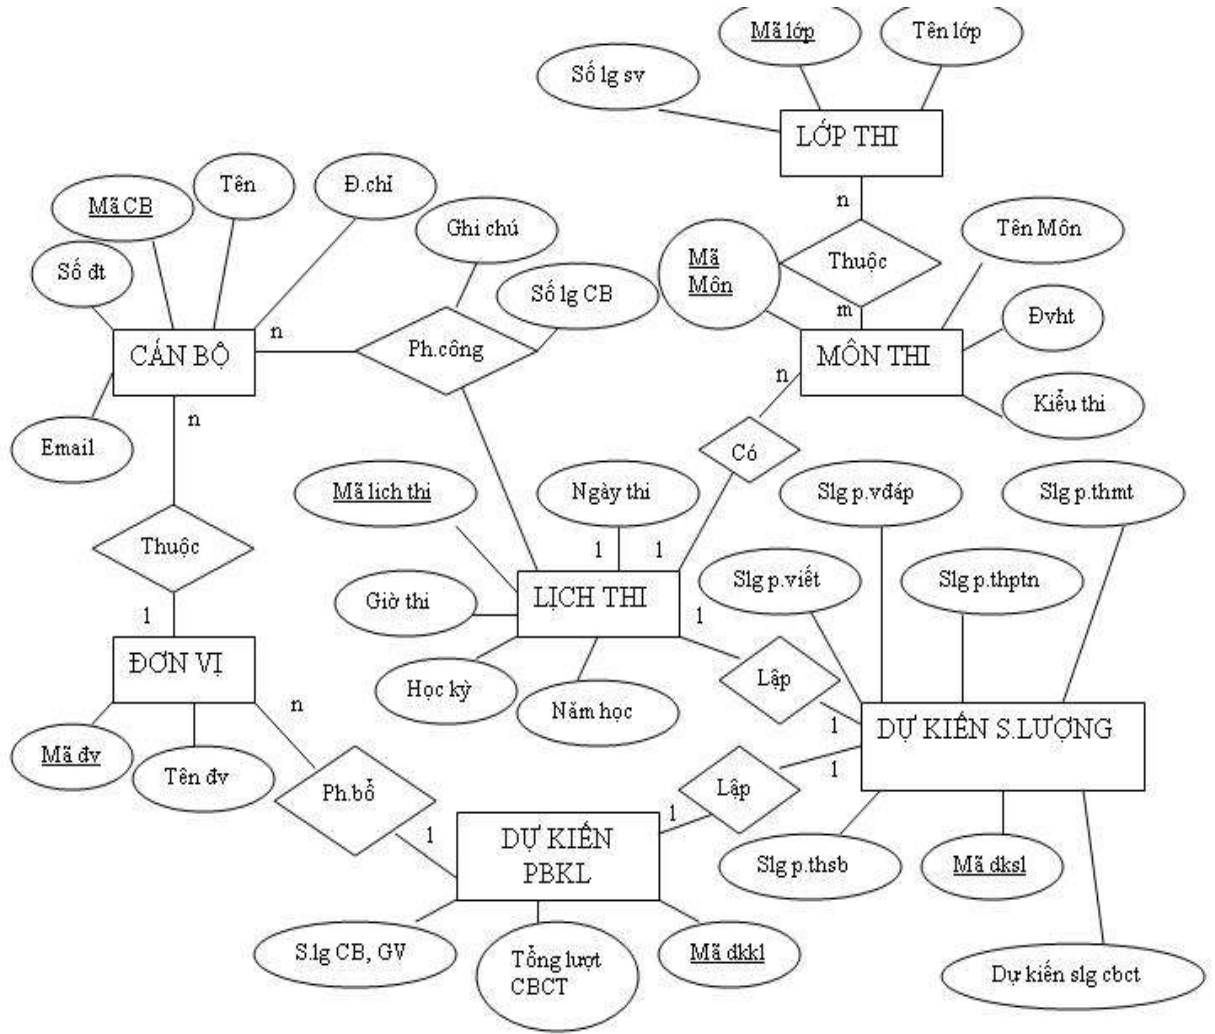 Mã lớp
Tên lớp
Số lg sv
LỚP THI
n
Tên
Đ.chỉ
Mã CB
Ghi chú
Tên Môn
Mã
Môn
Thuộc
Số đt
Số lg CB
m
Đvht
n
CÁN BỘ
Ph.công
MÔN THI
n
Kiểu thi
n
Email
Có
Mã lich thi
Ngày thi
Slg p.vđáp
Slg p.thmt
Thuộc
1
1
Slg p.viết
Slg p.thptn
LỊCH THI
Giờ thi
1
1
ĐƠN VỊ
Lập
Học kỳ
n
Năm học
1
DỰ KIẾN S.LƯỢNG
Mã đv
Tên đv
1
Ph.bổ
Lập
1
1
DỰ KIẾN
PBKL
Slg p.thsb
Mã dksl
S.lg CB, GV
Tổng lượt
CBCT
Mã dkkl
Dự kiến slg cbct